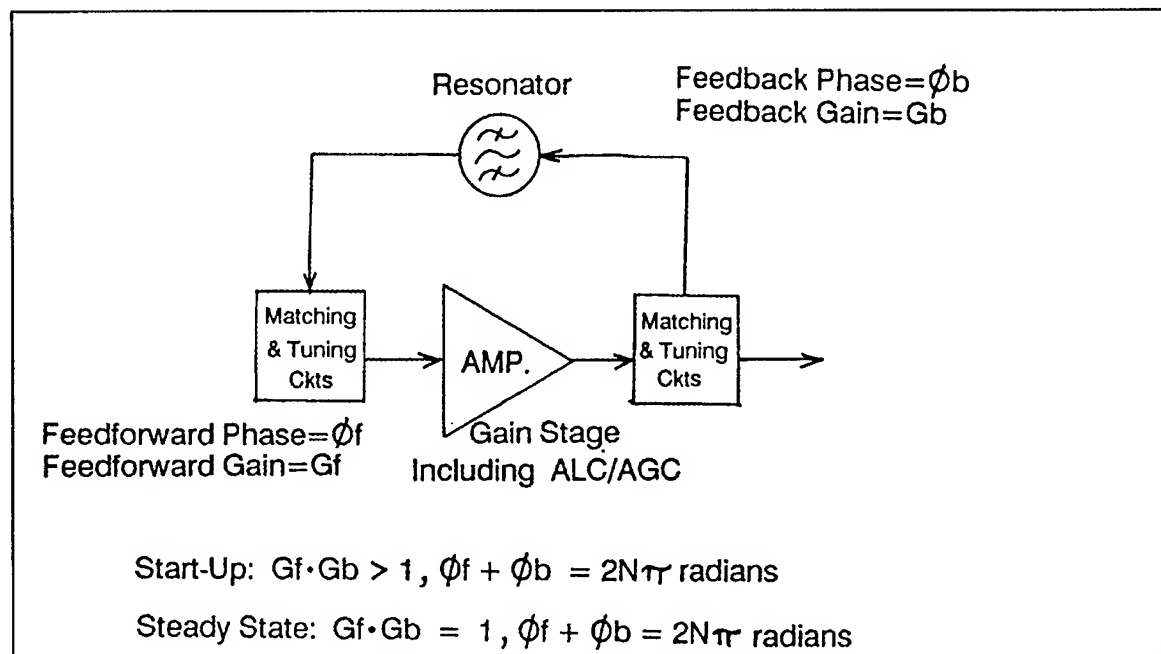 Resonator
Feedback Phase=ϕb
Feedback Gain=Gb
Matching
& Tuning
Ckts
AMP.
Matching
& Tuning
Ckts
Feedforward Phase=ϕf
Feedforward Gain=Gf
Gain Stage
Including ALC/AGC
Start-Up: Gf·Gb > 1, ϕf + ϕb = 2Nπ radians
Steady State: Gf·Gb = 1, ϕf + ϕb = 2Nπ radians